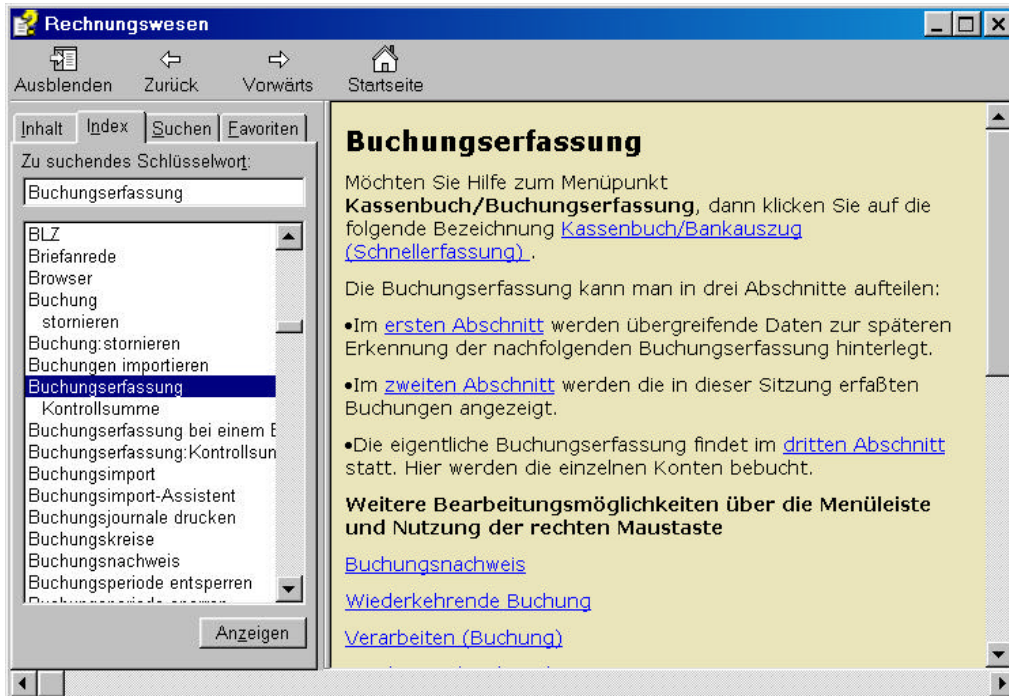 Rechnungswesen
Ausblenden Zurück Vorwärts Startseite
Inhalt Index Suchen Favoriten
Zu suchendes Schlüsselwort:
Buchungserfassung
BLZ
Briefanrede
Browser
Buchung
stornieren
Buchung:stornieren
Buchungen importieren
Buchungserfassung
Kontrollsumme
Buchungserfassung bei einem
Buchungserfassung:Kontrollsun
Buchungsimport
Buchungsimport-Assistent
Buchungsjournale drucken
Buchungskreise
Buchungsnachweis
Buchungsperiode entsperren
Anzeigen
Buchungserfassung
Möchten Sie Hilfe zum Menüpunkt
Kassenbuch/Buchungserfassung, dann klicken Sie auf die
folgende Bezeichnung Kassenbuch/Bankauszug
(Schnellerfassung) .
Die Buchungserfassung kann man in drei Abschnitte aufteilen:
•Im ersten Abschnitt werden übergreifende Daten zur späteren
Erkennung der nachfolgenden Buchungserfassung hinterlegt.
•Im zweiten Abschnitt werden die in dieser Sitzung erfaßten
Buchungen angezeigt.
•Die eigentliche Buchungserfassung findet im dritten Abschnitt
statt. Hier werden die einzelnen Konten bebucht.
Weitere Bearbeitungsmöglichkeiten über die Menüleiste
und Nutzung der rechten Maustaste
Buchungsnachweis
Wiederkehrende Buchung
Verarbeiten (Buchung)